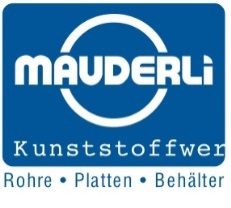 MAUDERLi
Kunststoffwer
Rohre • Platten • Behälter